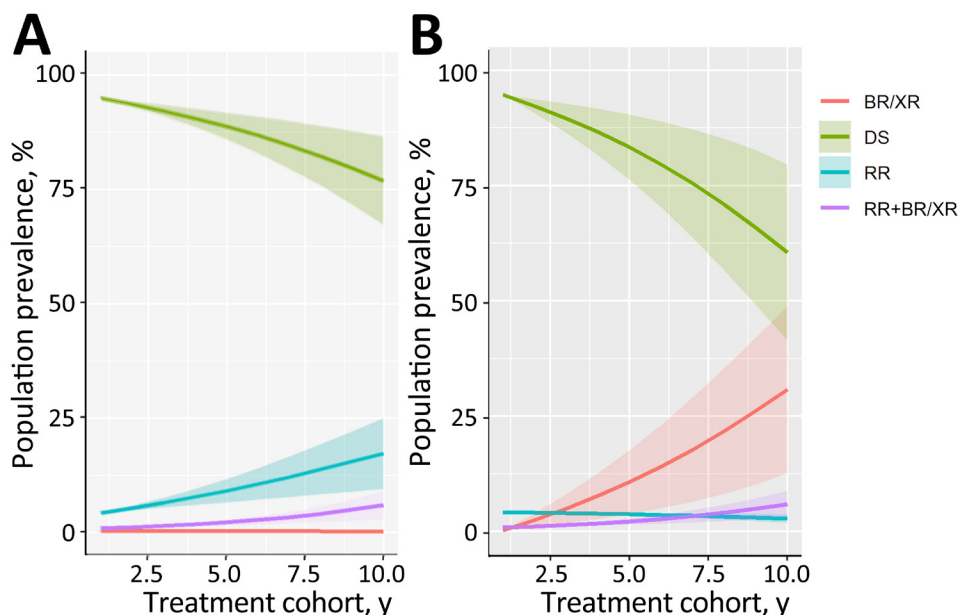 A
Population prevalence, %
100
75
50
25
0
2.5 5.0 7.5 10.0
Treatment cohort, y
B
Population prevalence, %
100
75
50
25
0
2.5 5.0 7.5 10.0
Treatment cohort, y
BR/XR
DS
RR
RR+BR/XR